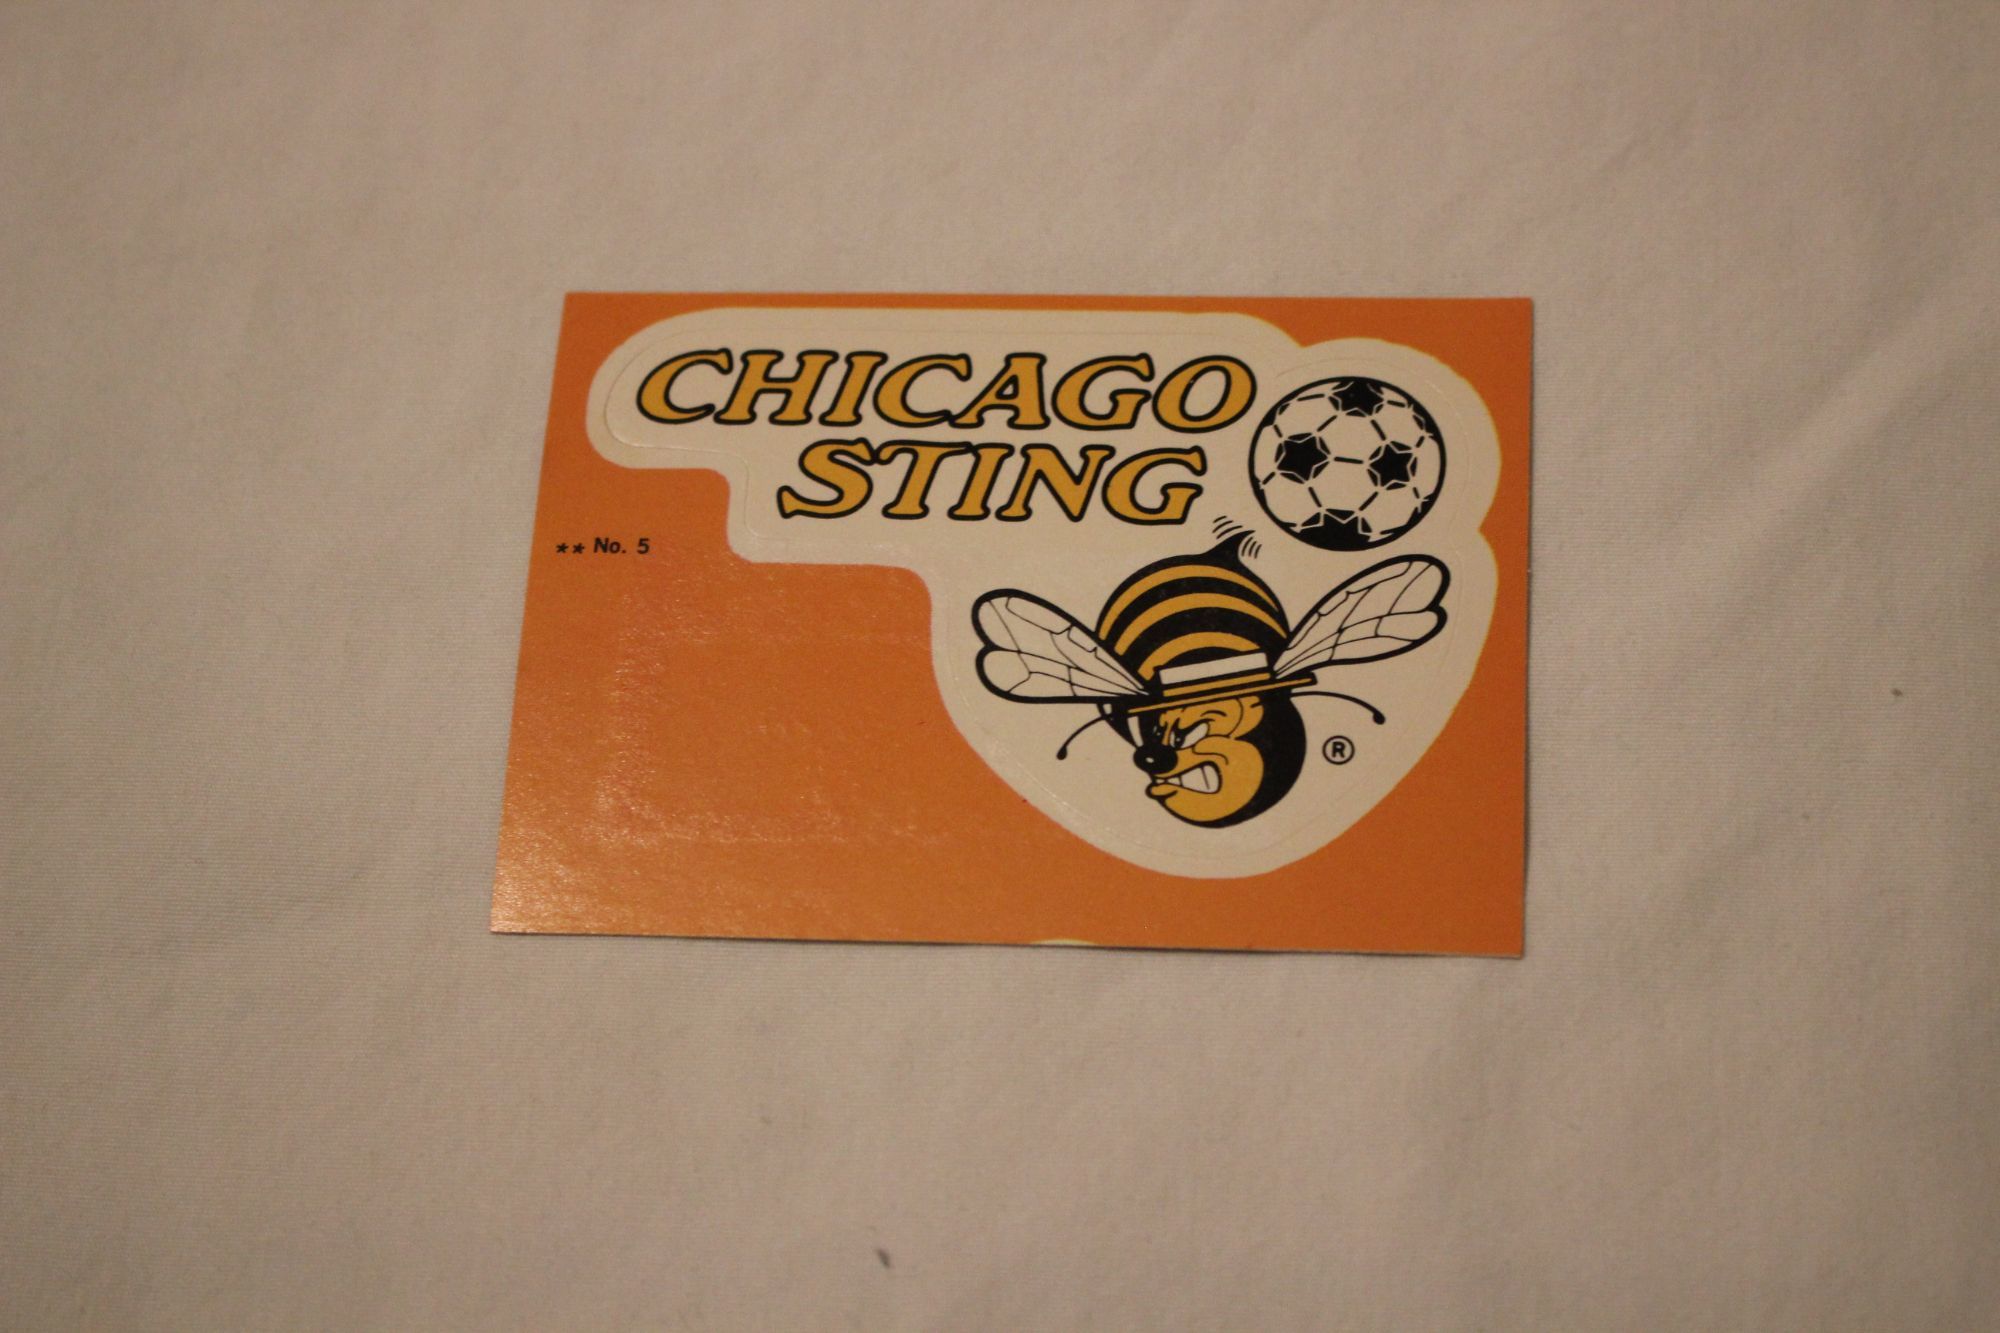 CHICAGO
STING
** No. 5
®